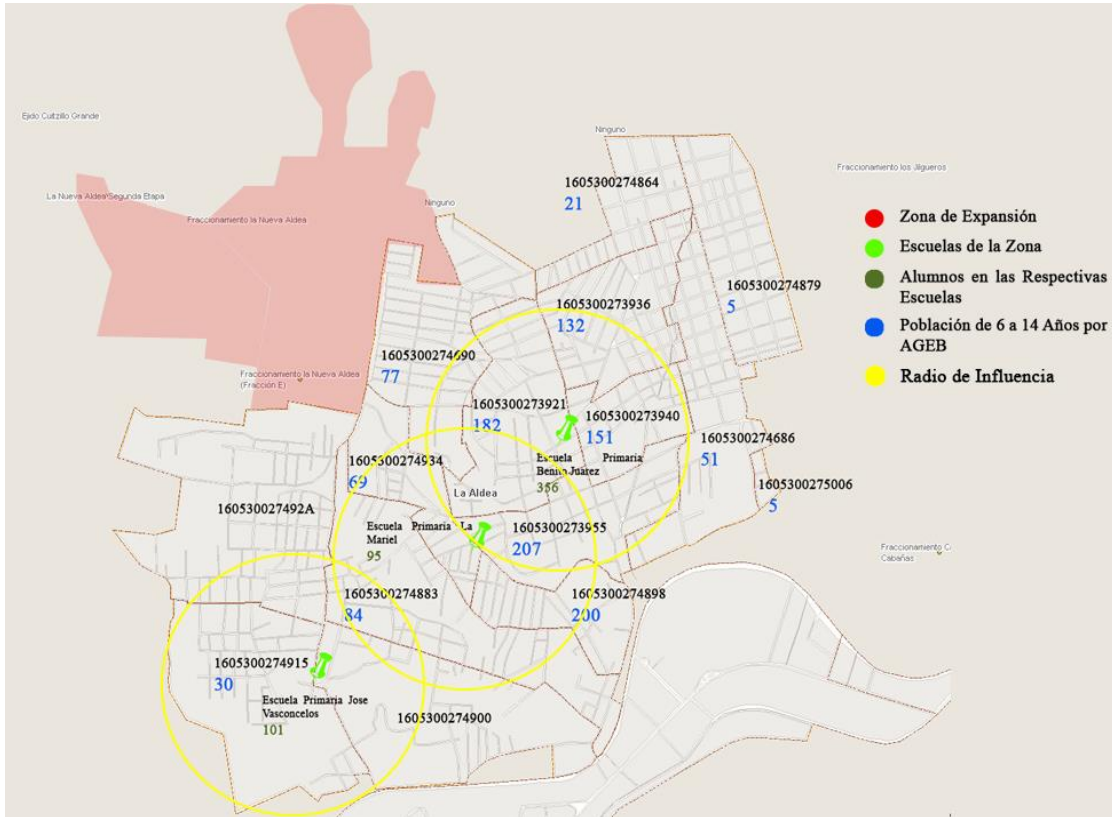 Ejido Cuitzillo Grande
Ninguno
Fraccionamiento los Jilgueros
La Nueva Aldea Segunda Etapa
Ninguno
Fraccionamiento la Nueva Aldea
1605300274864
21
Zona de Expansión
Escuelas de la Zona
Alumnos en las Respectivas
Escuelas
Población de 6 a 14 Años por
AGEB
Radio de Influencia
1605300274879
5
1605300273936
132
1605300274690
77
Fraccionamiento la Nueva Aldea
(Fracción E)
1605300273921
182
1605300273940
151
1605300274686
51
Escuela Primaria
Benito Juárez
356
1605300274934
69
1605300275006
5
La Aldea
160530027492A
Escuela Primaria La
Mariel
95
1605300273955
207
Fraccionamiento C
Cabañas
1605300274883
84
1605300274898
200
1605300274915
30
Escuela Primaria Jose
Vasconcelos
101
1605300274900